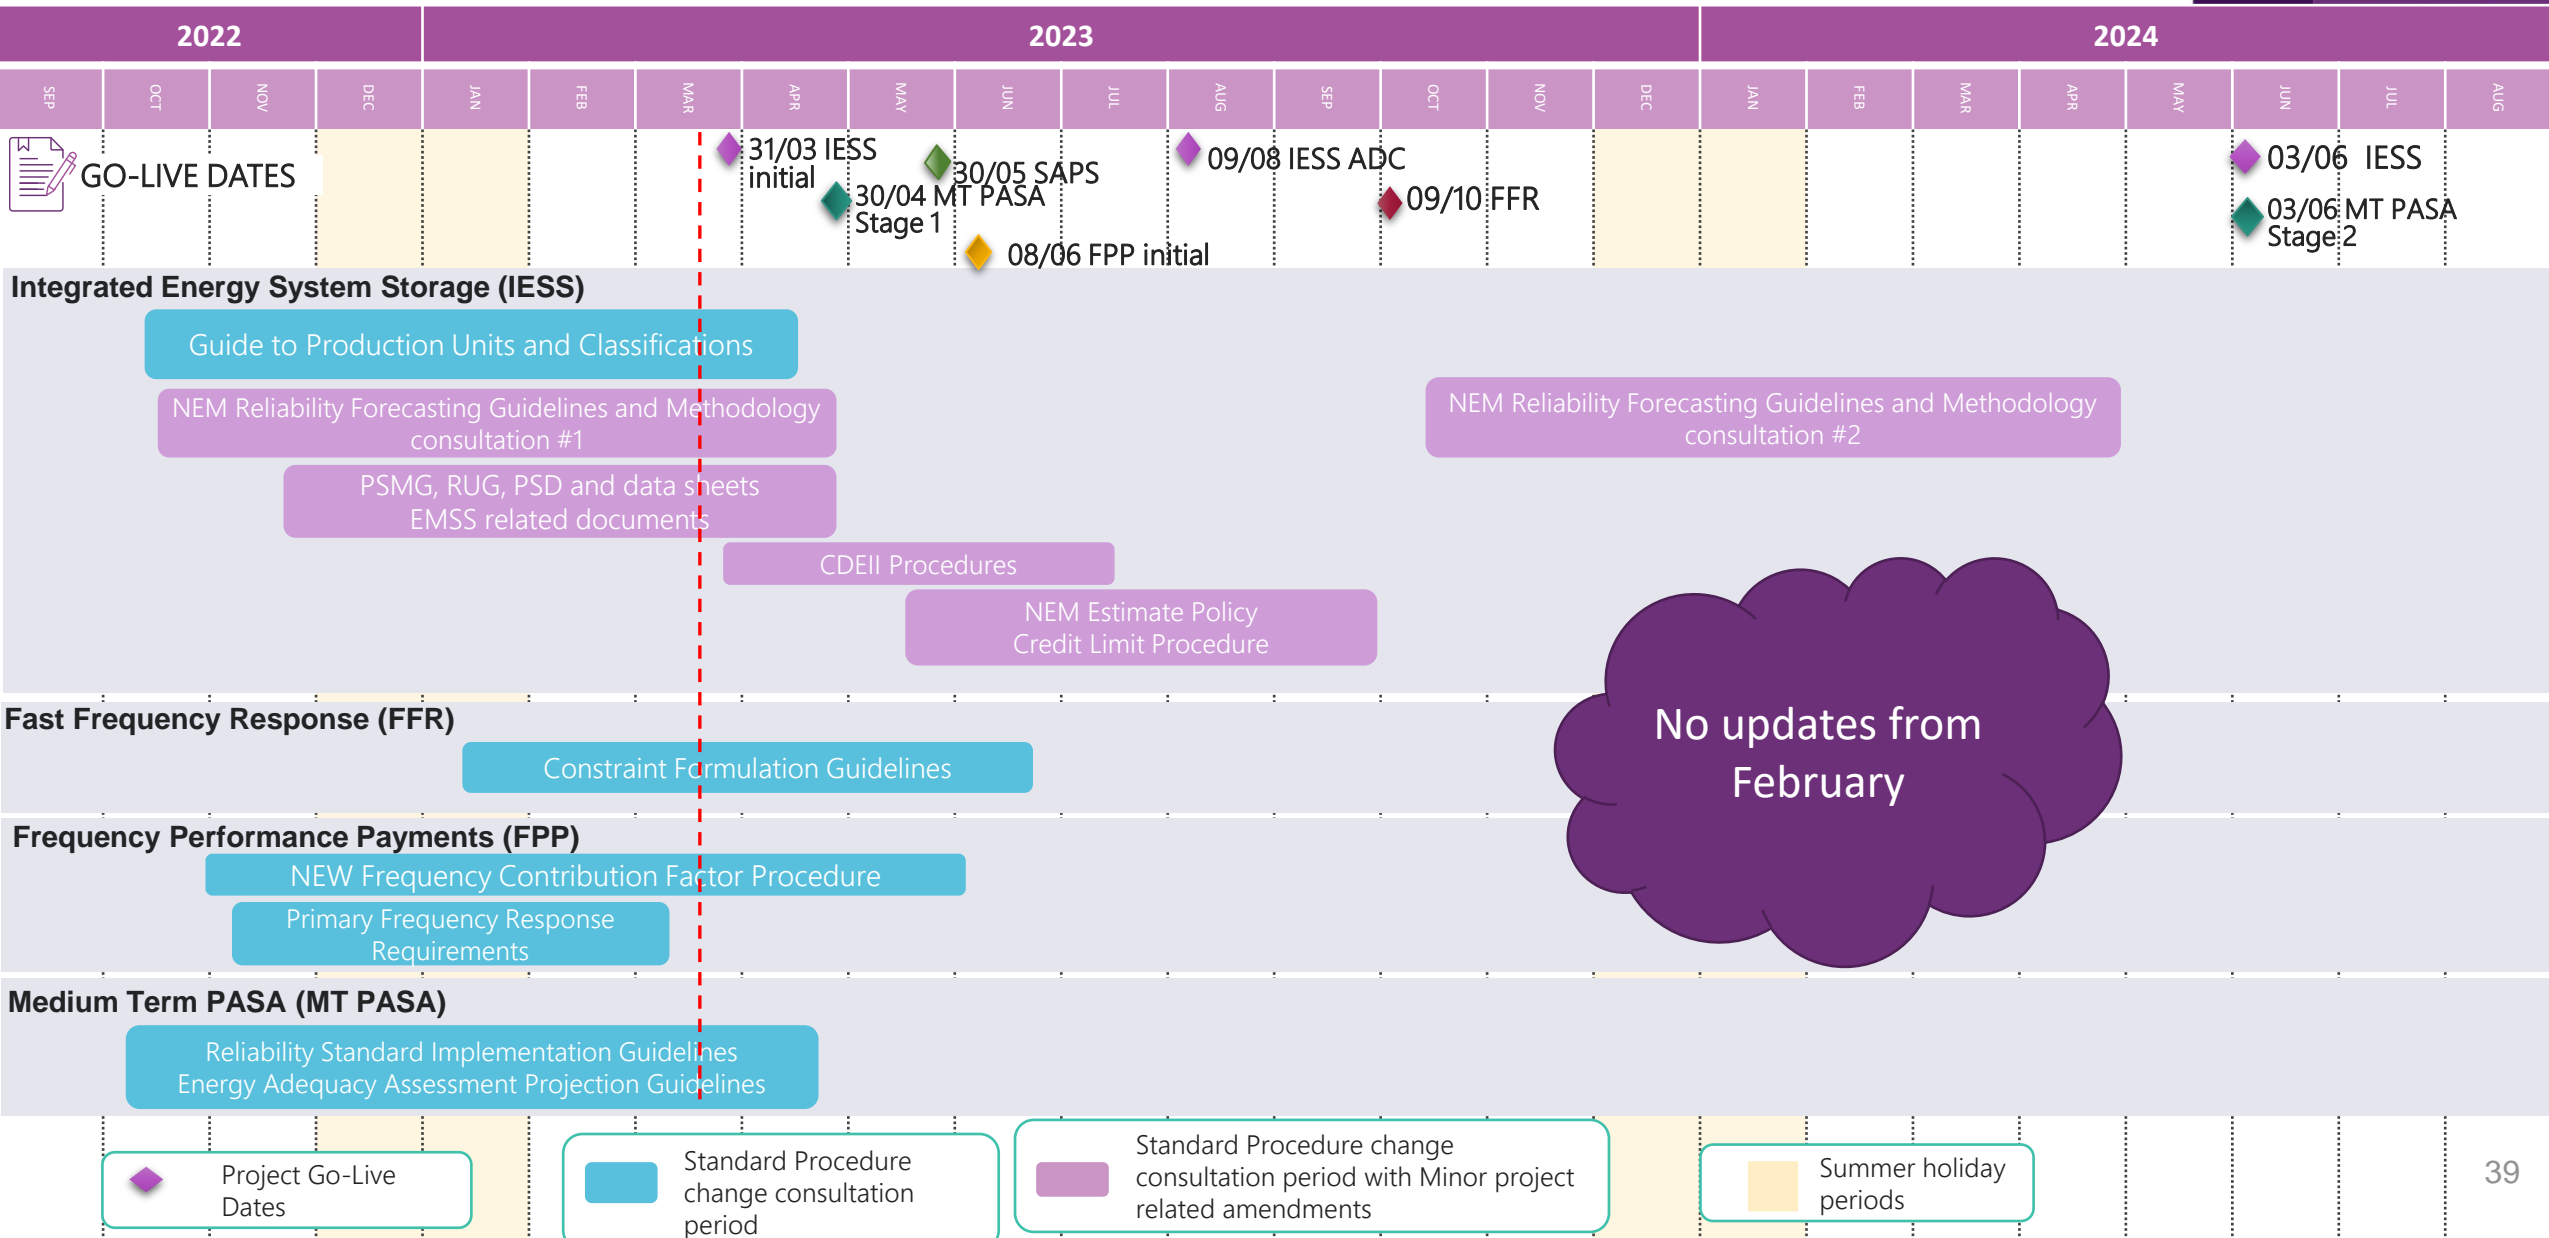 2022 2023 2024
SEP OCT NOV DEC JAN FEB MAR APR MAY JUN JUL AUG SEP OCT NOV DEC JAN FEB MAR APR MAY JUN JUL AUG
GO-LIVE DATES
31/03 IESS
initial
30/04 MT PASA
Stage 1
30/05 SAPS
08/06 FPP initial
09/08 IESS ADC
09/10 FFR
03/06 IESS
03/06 MT PASA
Stage 2
Integrated Energy System Storage (IESS)
Guide to Production Units and Classifications
NEM Reliability Forecasting Guidelines and Methodology
consultation #1
NEM Reliability Forecasting Guidelines and Methodology
consultation #2
PSMG, RUG, PSD and data sheets
EMSS related documents
CDEII Procedures
NEM Estimate Policy
Credit Limit Procedure
No updates from
February
Fast Frequency Response (FFR)
Constraint Formulation Guidelines
Frequency Performance Payments (FPP)
NEW Frequency Contribution Factor Procedure
Primary Frequency Response
Requirements
Medium Term PASA (MT PASA)
Reliability Standard Implementation Guidelines
Energy Adequacy Assessment Projection Guidelines
Project Go-Live
Dates
Standard Procedure
change consultation
period
Standard Procedure change
consultation period with Minor project
related amendments
Summer holiday
periods
39